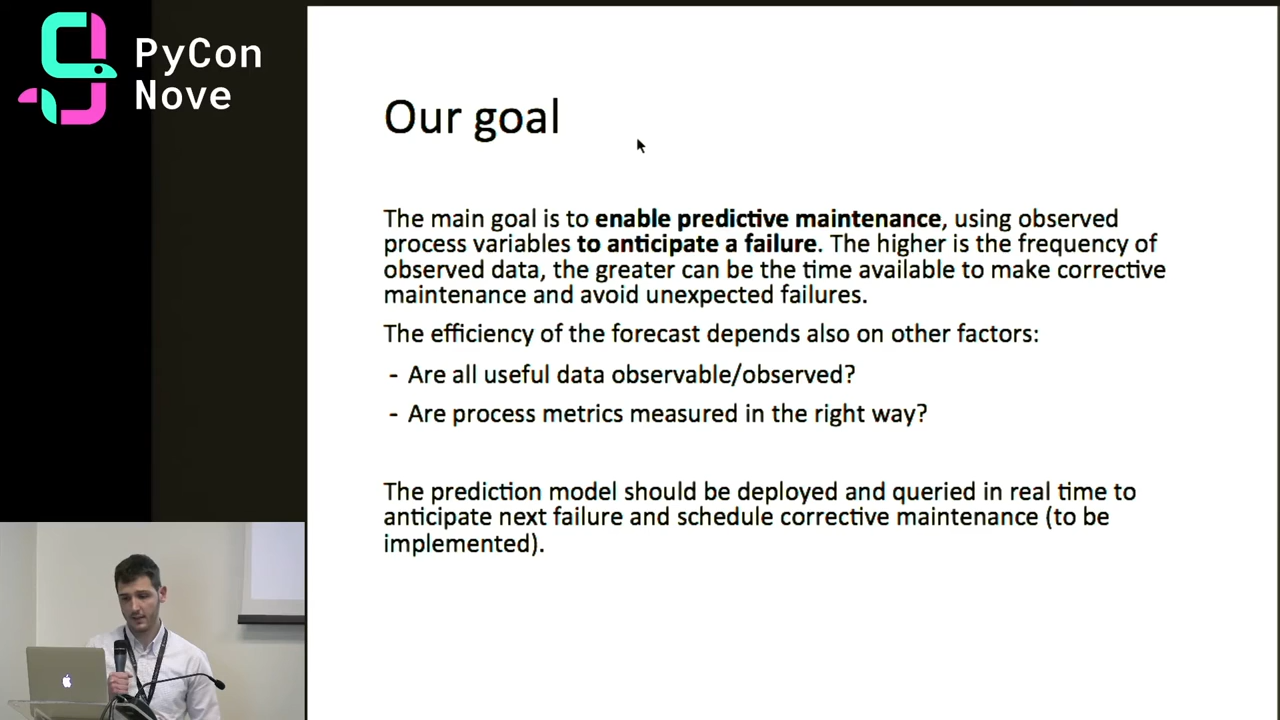 PyCon
Nove
Our goal
The main goal is to enable predictive maintenance, using observed
process variables to anticipate a failure. The higher is the frequency of
observed data, the greater can be the time available to make corrective
maintenance and avoid unexpected failures.
The efficiency of the forecast depends also on other factors:
- Are all useful data observable/observed?
- Are process metrics measured in the right way?
The prediction model should be deployed and queried in real time to
anticipate next failure and schedule corrective maintenance (to be
implemented).